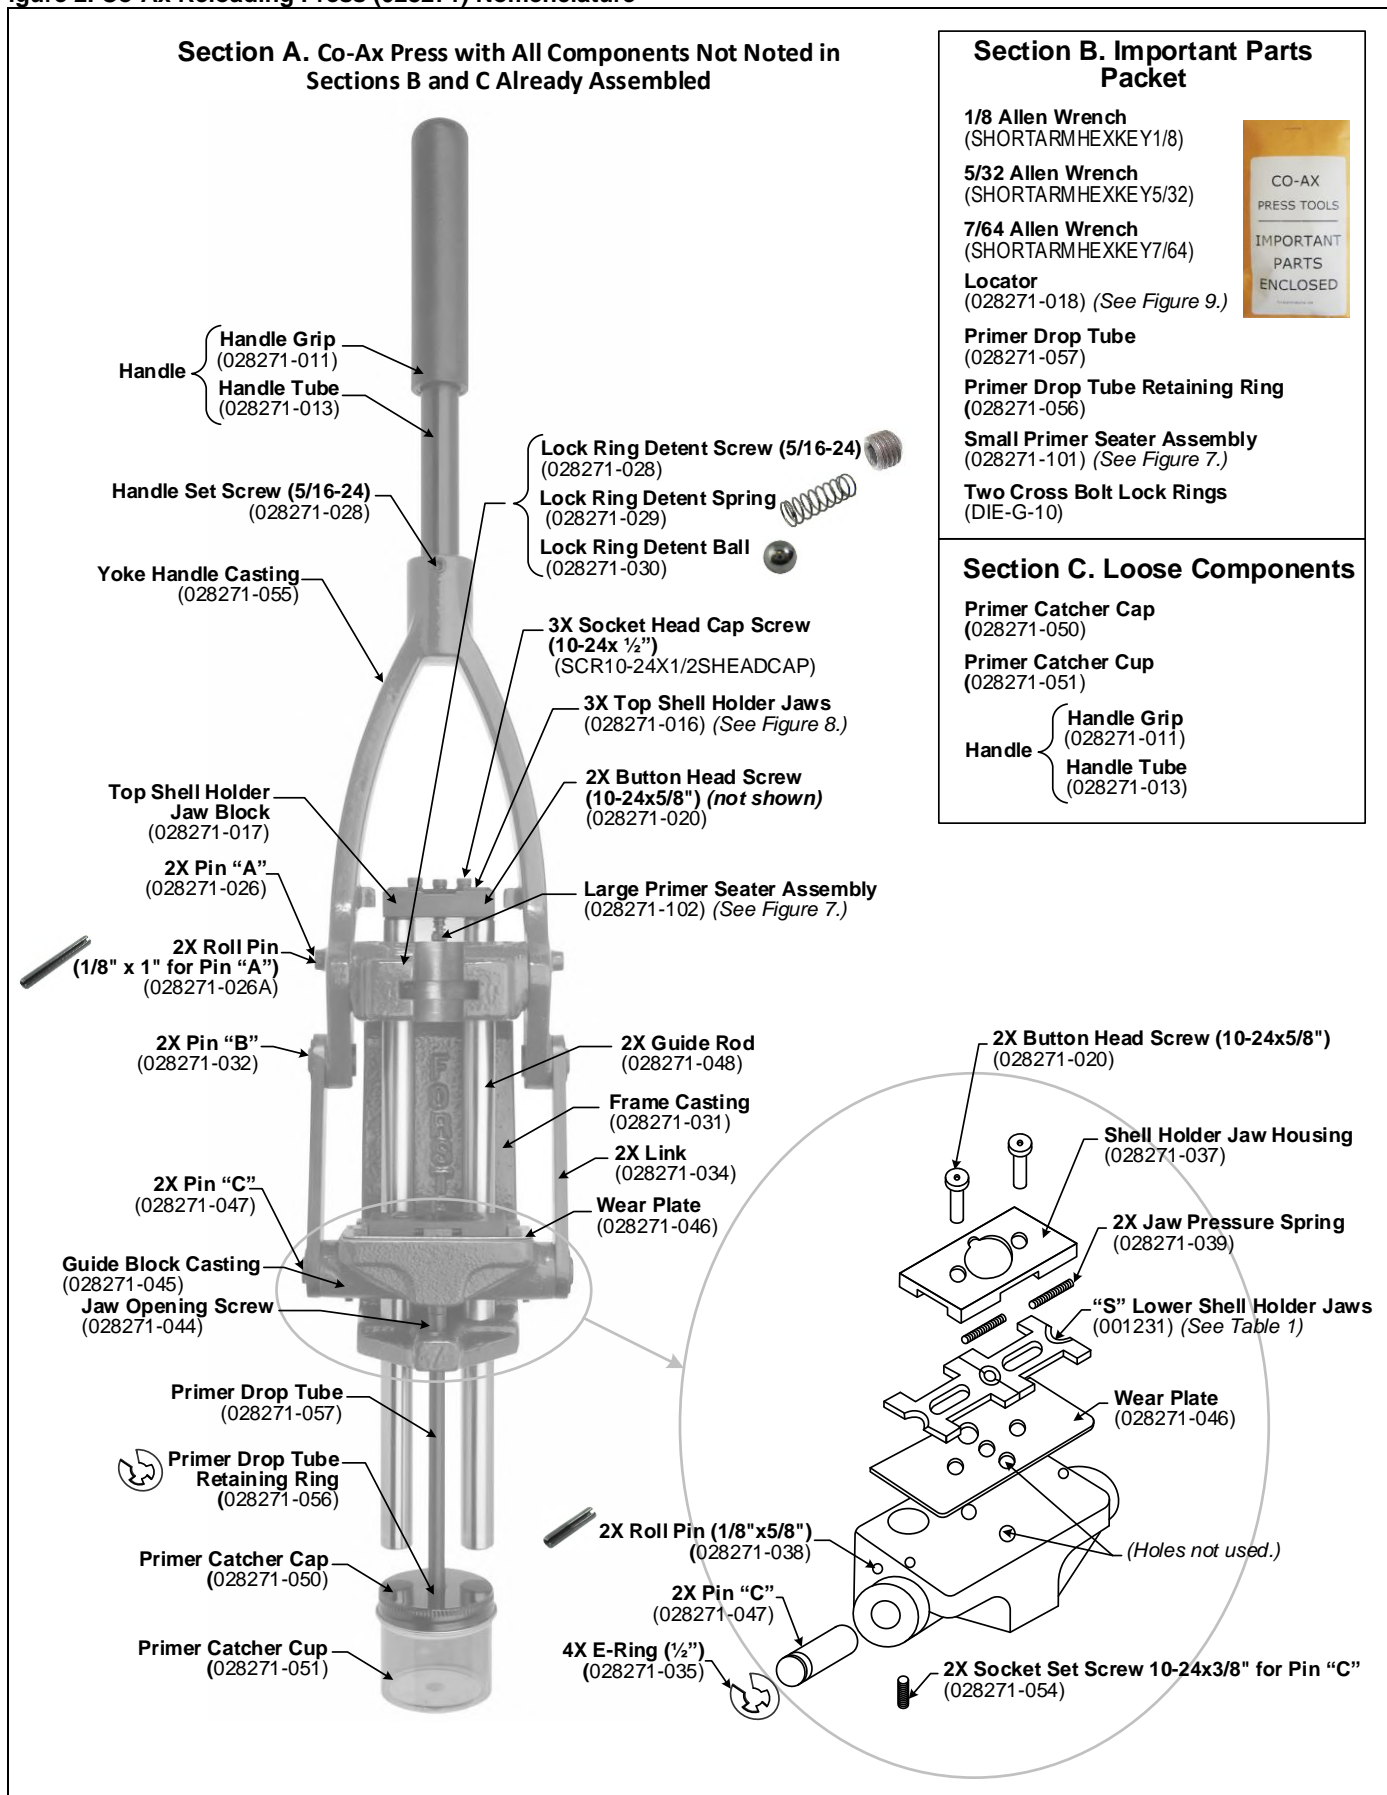 igure 2. Co-Ax Reloading Press (028271) Nomenclature
Section A. Co-Ax Press with All Components Not Noted in
Sections B and C Already Assembled
Handle
Handle Grip
(028271-011)
Handle Tube
(028271-013)
Handle Set Screw (5/16-24)
(028271-028)
Yoke Handle Casting
(028271-055)
Lock Ring Detent Screw (5/16-24)
(028271-028)
Lock Ring Detent Spring
(028271-029)
Lock Ring Detent Ball
(028271-030)
3X Socket Head Cap Screw
(10-24x ½”)
(SCR10-24X1/2SHEADCAP)
3X Top Shell Holder Jaws
(028271-016) (See Figure 8.)
2X Button Head Screw
(10-24x5/8") (not shown)
(028271-020)
Large Primer Seater Assembly
(028271-102) (See Figure 7.)
Top Shell Holder
Jaw Block
(028271-017)
2X Pin “A”
(028271-026)
2X Roll Pin
(1/8" x 1" for Pin “A”)
(028271-026A)
2X Pin “B”
(028271-032)
2X Guide Rod
(028271-048)
Frame Casting
(028271-031)
2X Link
(028271-034)
Wear Plate
(028271-046)
2X Pin “C”
(028271-047)
Guide Block Casting
(028271-045)
Jaw Opening Screw
(028271-044)
Primer Drop Tube
(028271-057)
Primer Drop Tube
Retaining Ring
(028271-056)
Primer Catcher Cap
(028271-050)
Primer Catcher Cup
(028271-051)
Section B. Important Parts
Packet
1/8 Allen Wrench
(SHORTARMHEXKEY1/8)
5/32 Allen Wrench
(SHORTARMHEXKEY5/32)
7/64 Allen Wrench
(SHORTARMHEXKEY7/64)
Locator
(028271-018) (See Figure 9.)
Primer Drop Tube
(028271-057)
Primer Drop Tube Retaining Ring
(028271-056)
Small Primer Seater Assembly
(028271-101) (See Figure 7.)
Two Cross Bolt Lock Rings
(DIE-G-10)
CO-AX
PRESS TOOLS
IMPORTANT
PARTS
ENCLOSED
Section C. Loose Components
Primer Catcher Cap
(028271-050)
Primer Catcher Cup
(028271-051)
Handle
Handle Grip
(028271-011)
Handle Tube
(028271-013)
2X Button Head Screw (10-24x5/8")
(028271-020)
Shell Holder Jaw Housing
(028271-037)
2X Jaw Pressure Spring
(028271-039)
“S” Lower Shell Holder Jaws
(001231) (See Table 1)
Wear Plate
(028271-046)
(Holes not used.)
2X Roll Pin (1/8"x5/8")
(028271-038)
2X Pin “C”
(028271-047)
4X E-Ring (½”)
(028271-035)
2X Socket Set Screw 10-24x3/8" for Pin “C”
(028271-054)